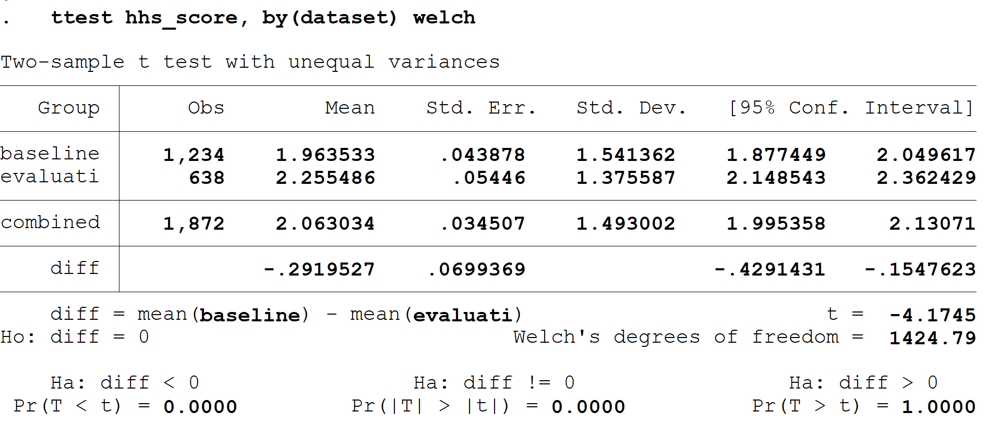 . ttest hhs_score, by(dataset) welch
Two-sample t test with unequal variances
Group Obs Mean Std. Err. Std. Dev. [95% Conf. Interval]
baseline 1,234 1.963533 .043878 1.541362 1.877449 2.049617
evaluati 638 2.255486 .05446 1.375587 2.148543 2.362429
combined 1,872 2.063034 .034507 1.493002 1.995358 2.13071
diff -.2919527 .0699369 -.4291431 -.1547623
diff = mean(baseline) - mean(evaluati) t = -4.1745
Ho: diff = 0 Welch's degrees of freedom = 1424.79
Ha: diff < 0 Ha: diff != 0 Ha: diff > 0
Pr(T < t) = 0.0000 Pr(|T| > |t|) = 0.0000 Pr(T > t) = 1.0000